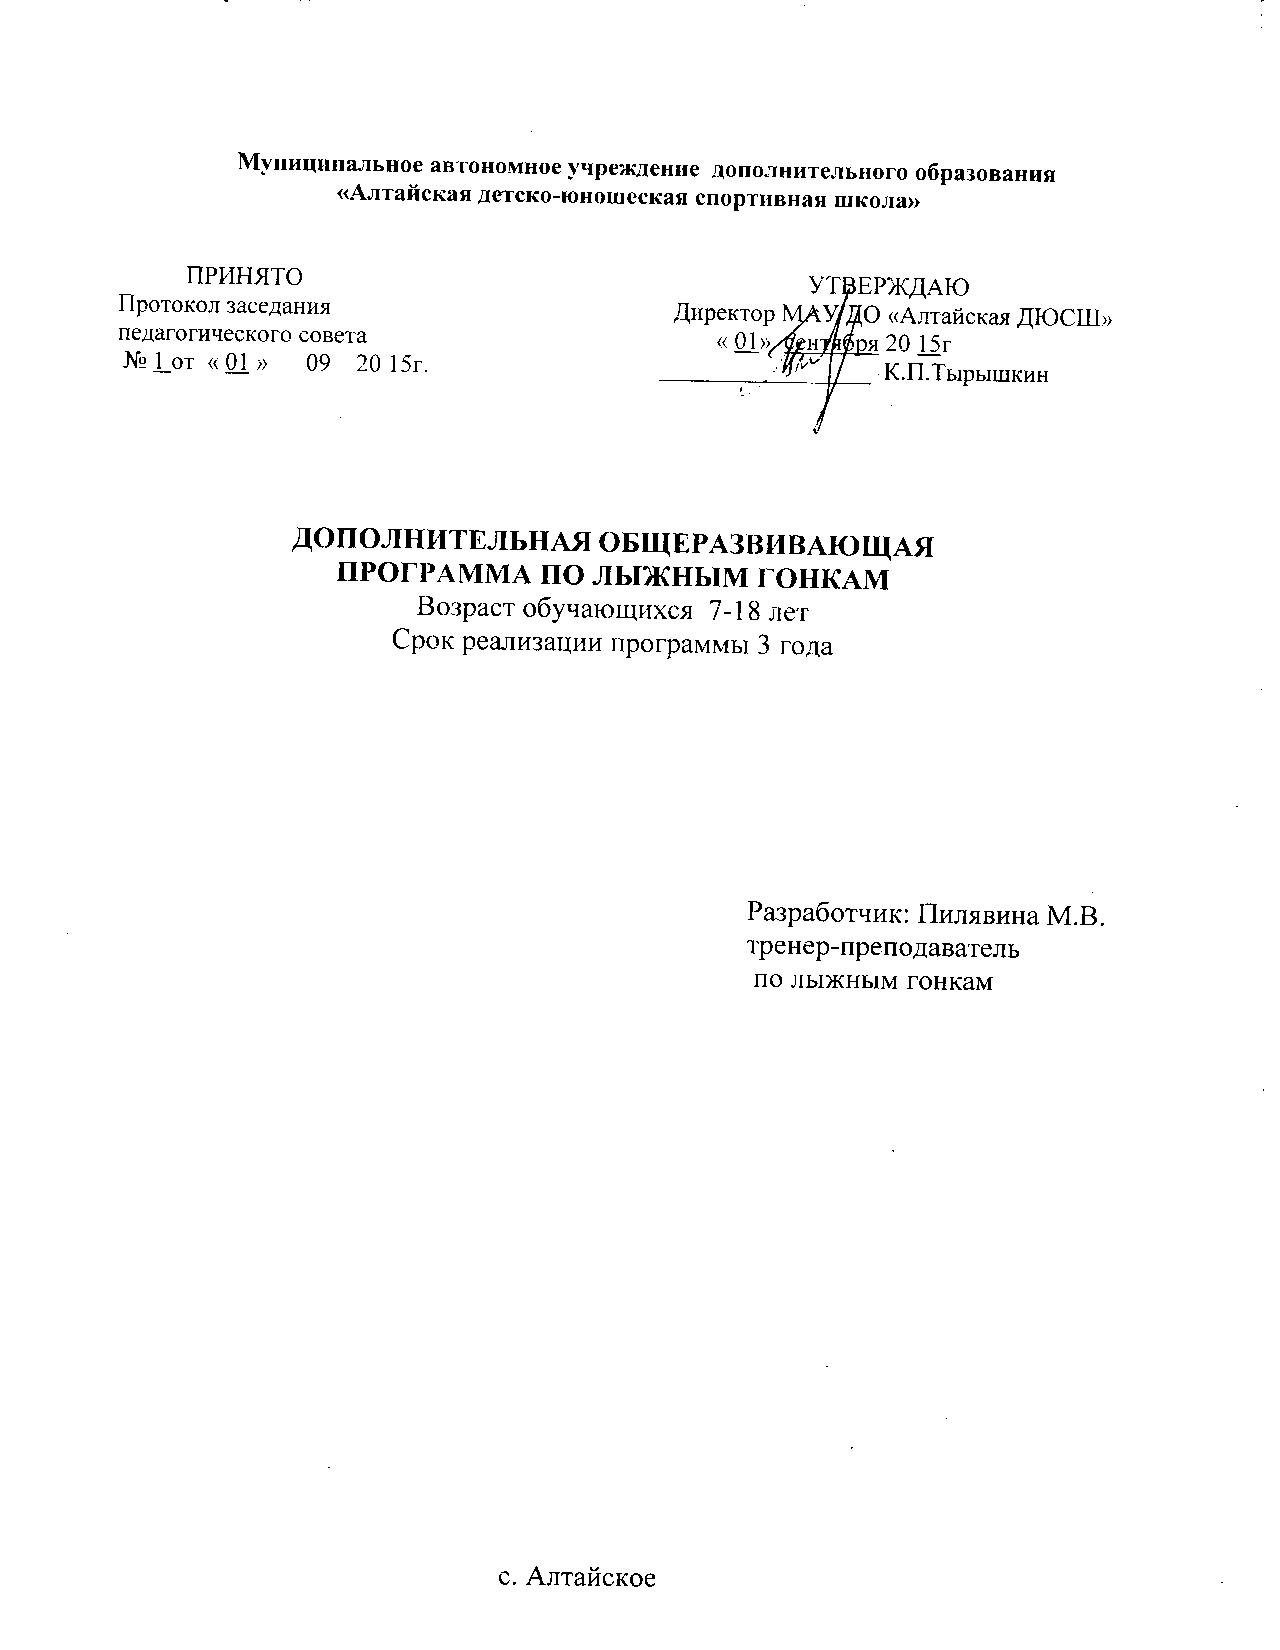 Муниципальное автономное учреждение дополнительного образования
«Алтайская детско-юношеская спортивная школа»
ПРИНЯТО
Протокол заседания
педагогического совета
№ 1 от « 01 » 09 20 15г.
УТВЕРЖДАЮ
Директор МАУ ДО «Алтайская ДЮСШ»
« 01» сентября 20 15г
К.П.Тырышкин
ДОПОЛНИТЕЛЬНАЯ ОБЩЕРАЗВИВАЮЩАЯ
ПРОГРАММА ПО ЛЫЖНЫМ ГОНКАМ
Возраст обучающихся 7-18 лет
Срок реализации программы 3 года
Разработчик: Пилявина М.В.
тренер-преподаватель
по лыжным гонкам
с. Алтайское